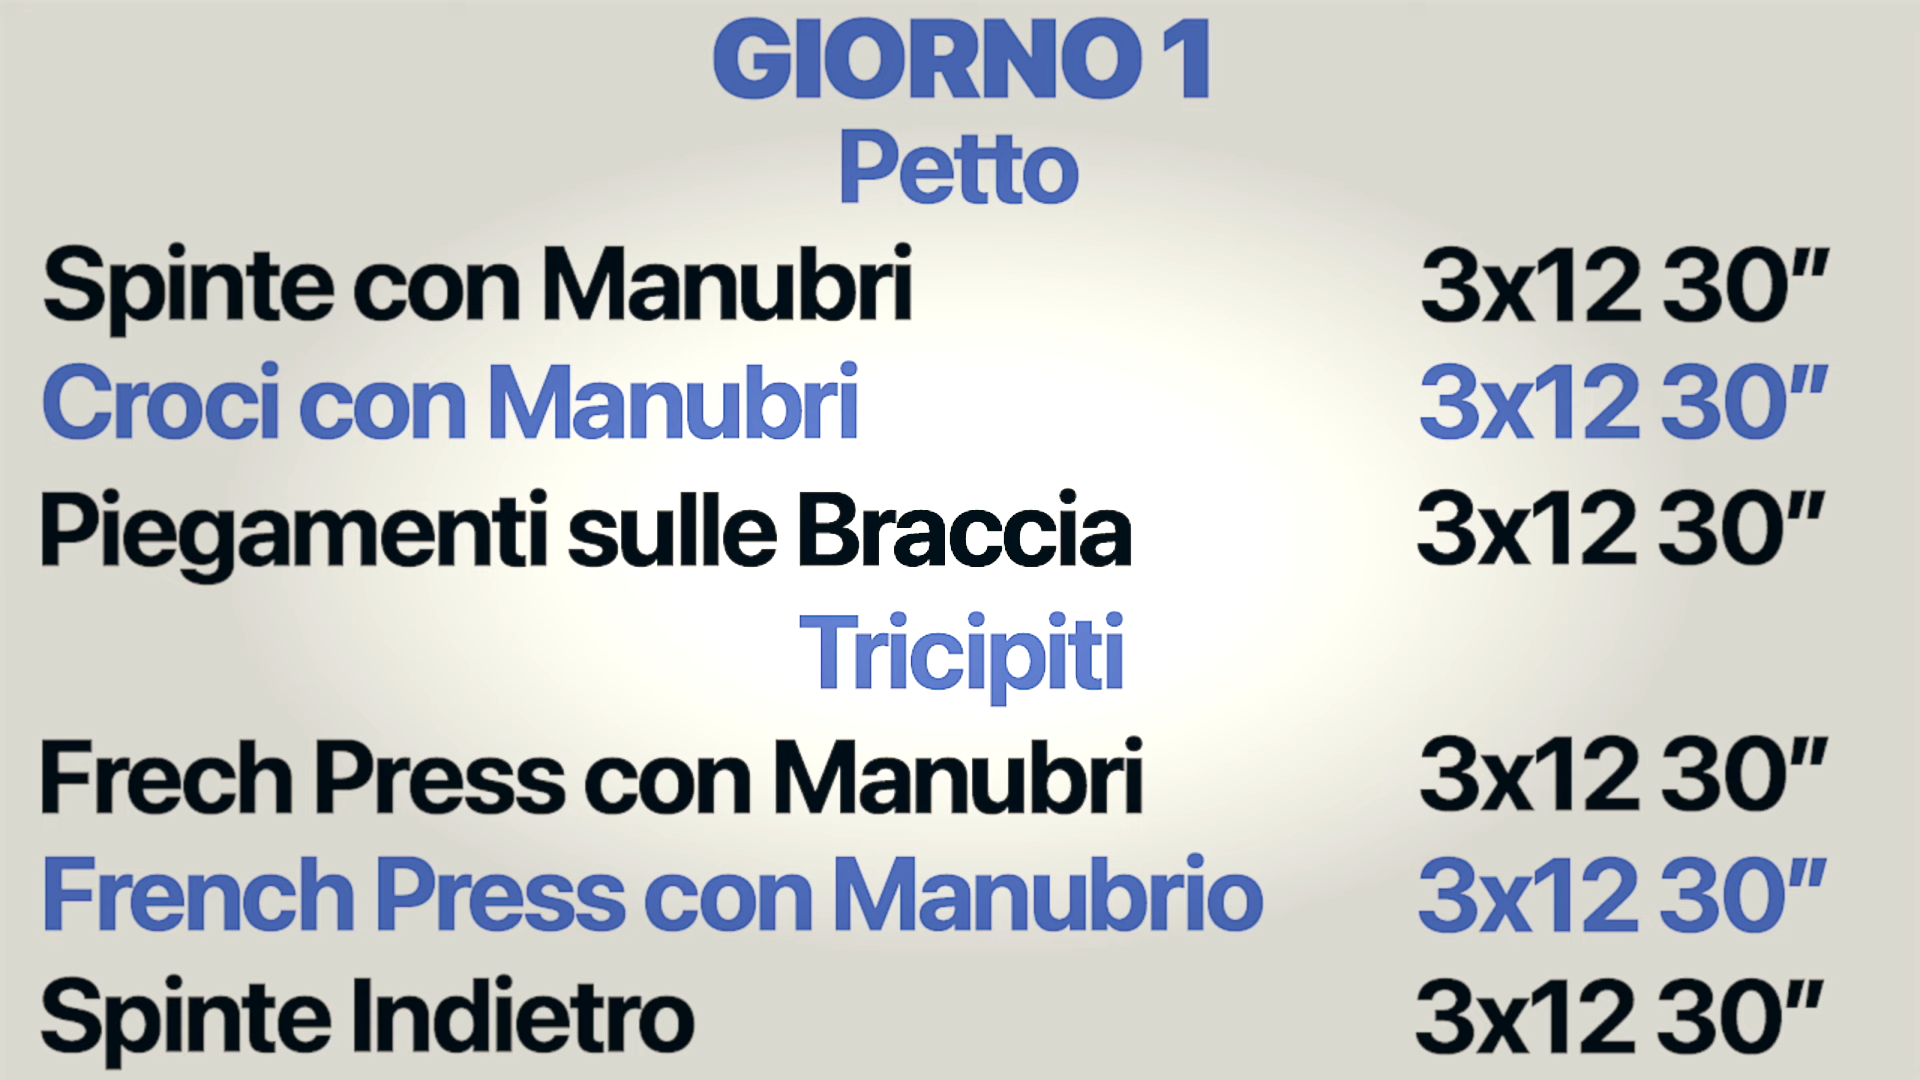 GIORNO 1
Petto
Spinte con Manubri 3x12 30"
Croci con Manubri 3x12 30"
Piegamenti sulle Braccia 3x12 30"
Tricipiti
Frech Press con Manubri 3x12 30"
French Press con Manubrio 3x12 30"
Spinte Indietro 3x12 30"